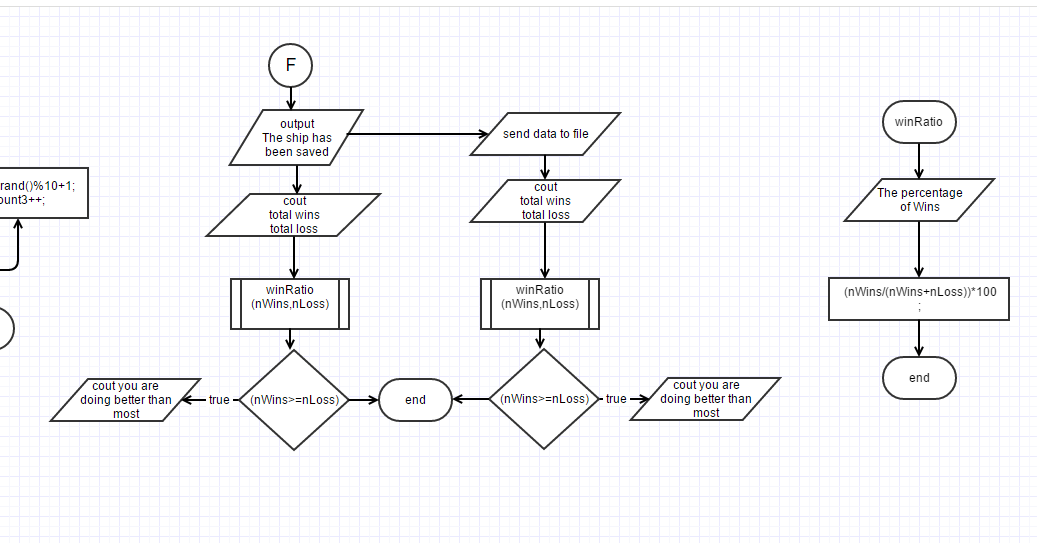 F
output
The ship has
been saved
send data to file
rand()%10+1;
ount3++;
cout
total wins
total loss
cout
total wins
total loss
winRatio
(nWins,nLoss)
winRatio
(nWins,nLoss)
cout you are
doing better than
most
true
(nWins>=nLoss)
end
(nWins>=nLoss)
true
cout you are
doing better than
most
winRatio
The percentage
of Wins
(nWins/(nWins+nLoss))*100
;
end